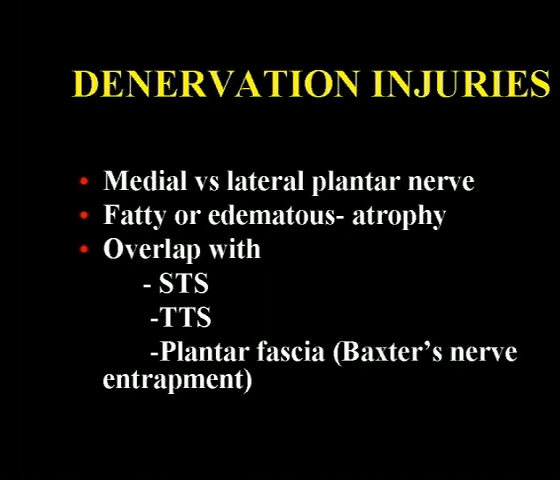 DENERVATION INJURIES
• Medial vs lateral plantar nerve
• Fatty or edematous- atrophy
• Overlap with
- STS
-TTS
-Plantar fascia (Baxter's nerve
entrapment)